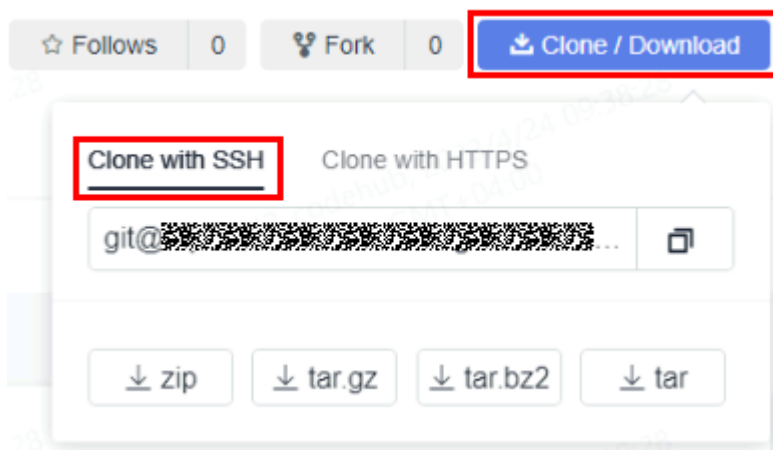 Follows 0 Fork 0 Clone / Download
Clone with SSH Clone with HTTPS
git@ ...
zip tar.gz tar.bz2 tar